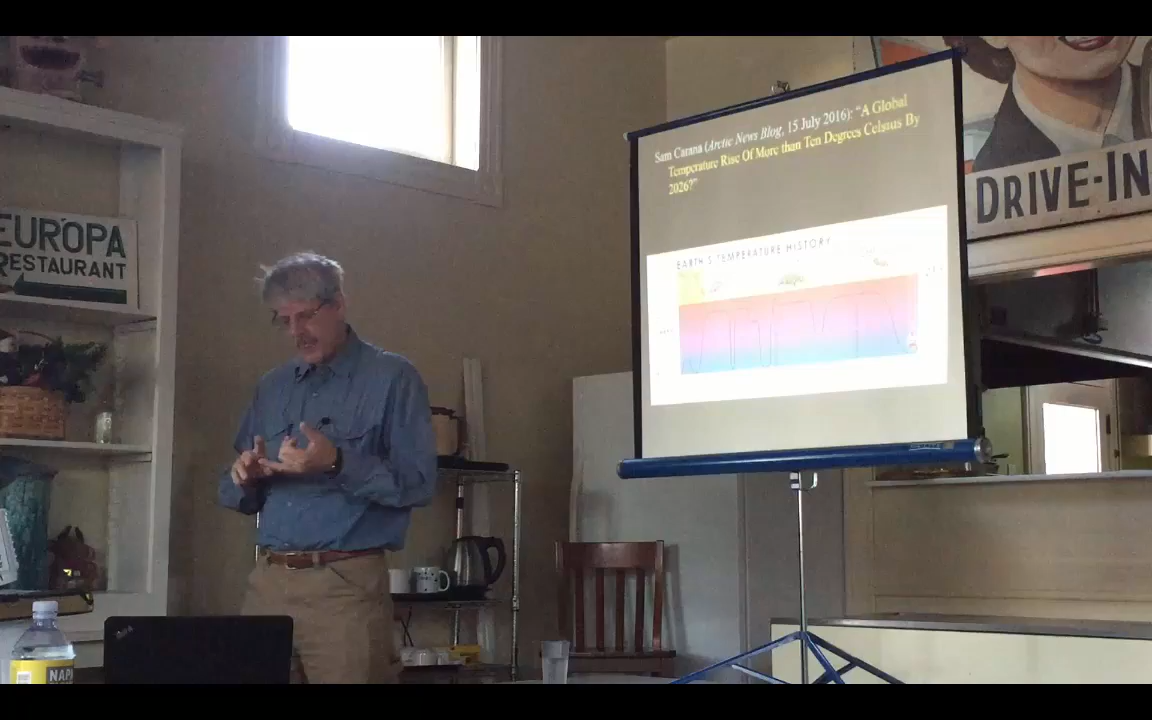 EUROPA
RESTAURANT
Sam Carana (Arctic News Blog, 15 July 2016): “A Global
Temperature Rise Of More than Ten Degrees Celsius By
2026?”
EARTH'S TEMPERATURE HISTORY
DRIVE-IN
NAPA